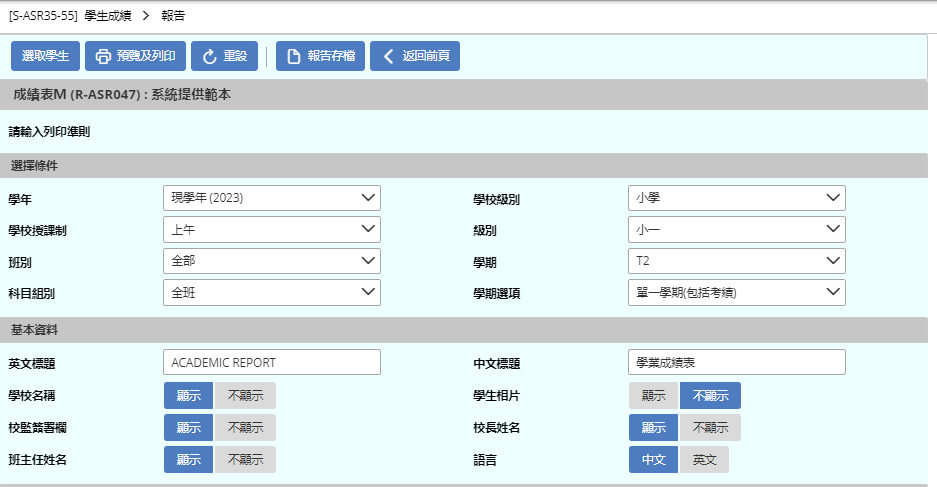 [S-ASR35-55] 學生成績 > 報告
選取學生 預覽及列印 重設 報告存檔 返回前頁
成績表M (R-ASR047) : 系統提供範本
請輸入列印準則
選擇條件
學年 現學年 (2023) 學校級別 小學
學校授課制 上午 級別 小一
班別 全部 學期 T2
科目組別 全班 學期選項 單一學期(包括考績)
基本資料
英文標題 ACADEMIC REPORT 中文標題 學業成績表
學校名稱 顯示 不顯示 學生相片 顯示 不顯示
校監簽署欄 顯示 不顯示 校長姓名 顯示 不顯示
班主任姓名 顯示 不顯示 語言 中文 英文